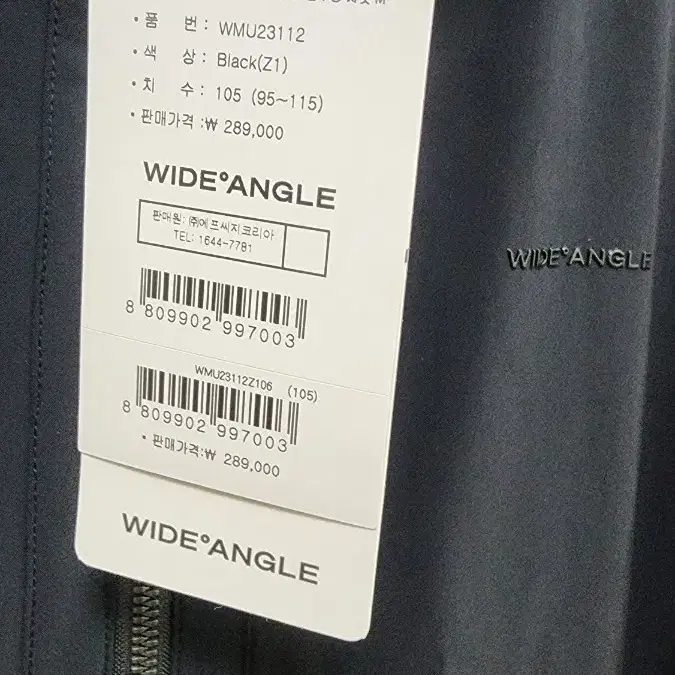 • 품 번 : WMU23112
• 색 상 : Black(Z1)
• 치 수 : 105 (95~115)
• 판매가격 :₩ 289,000
WIDE°ANGLE
판매원: ㈜에프씨지코리아
TEL: 1644-7781
8 809902 997003
WMU23112Z106 (105)
8 809902 997003
• 판매가격:₩ 289,000
WIDE°ANGLE
WIDE°ANGLE